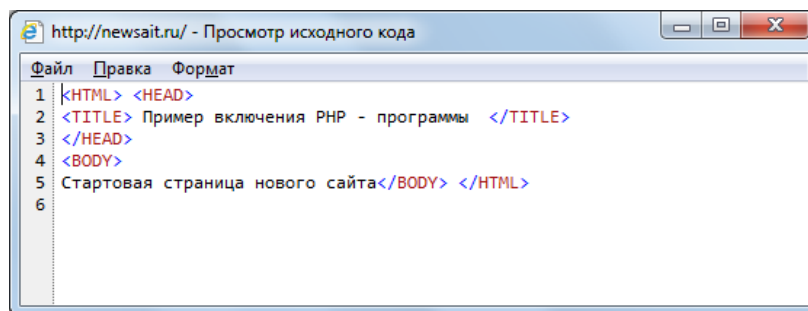 http://newsait.ru/ - Просмотр исходного кода
Файл Правка Формат
1 <HTML> <HEAD>
2 <TITLE> Пример включения PHP - программы  </TITLE>
3 </HEAD>
4 <BODY>
5 Стартовая страница нового сайта</BODY> </HTML>
6